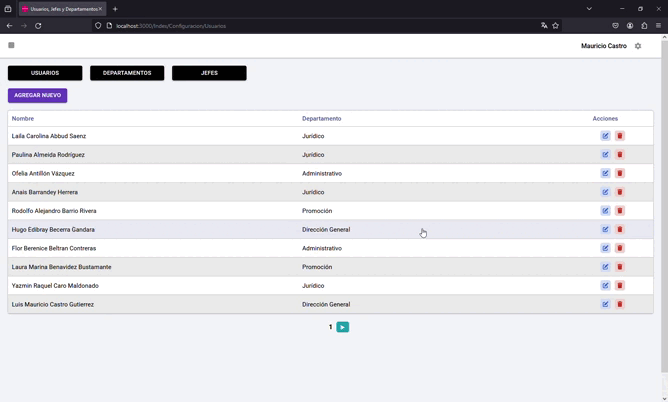 Usuarios, Jefes y Departamentos
localhost:3000/Index/Configuracion/Usuarios
Mauricio Castro
USUARIOS DEPARTAMENTOS JEFES
AGREGAR NUEVO
Nombre Departamento Acciones
Laila Carolina Abbud Saenz Jurídico
Paulina Almeida Rodríguez Jurídico
Ofelia Antillón Vázquez Administrativo
Anais Barrandey Herrera Jurídico
Rodolfo Alejandro Barrio Rivera Promoción
Hugo Edibray Becerra Gandara Dirección General
Flor Berenice Beltran Contreras Administrativo
Laura Marina Benavidez Bustamante Promoción
Yazmin Raquel Caro Maldonado Jurídico
Luis Mauricio Castro Gutierrez Dirección General
1